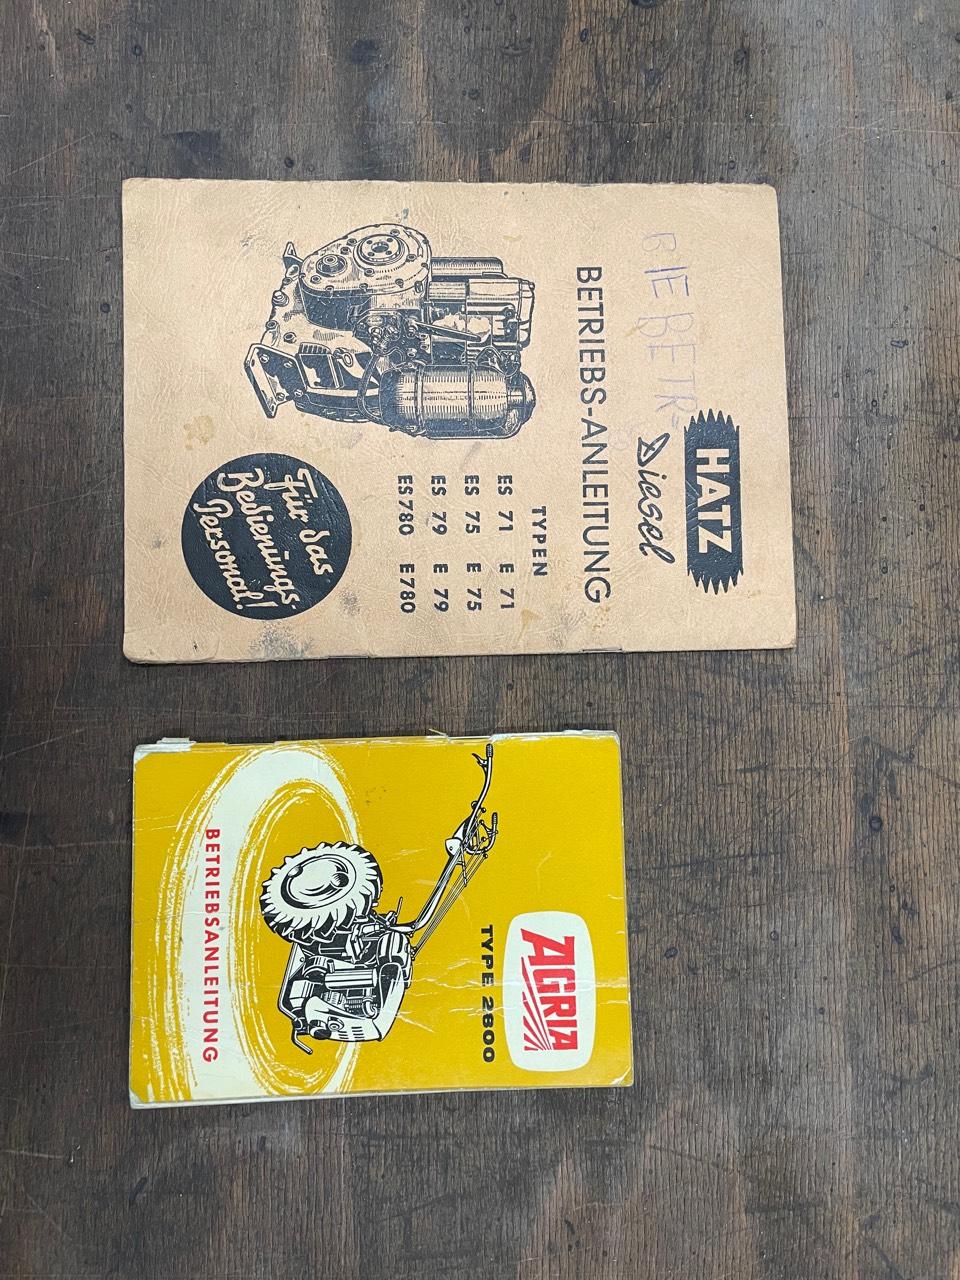 HATZ
Diesel
BETRIEBS-ANLEITUNG
TYPEN
ES 71 E 71
ES 75 E 75
ES 79 E 79
ES780 E780
Für das
Bedienungs-
Personal!
AGRIA
TYPE 2800
BETRIEBSANLEITUNG